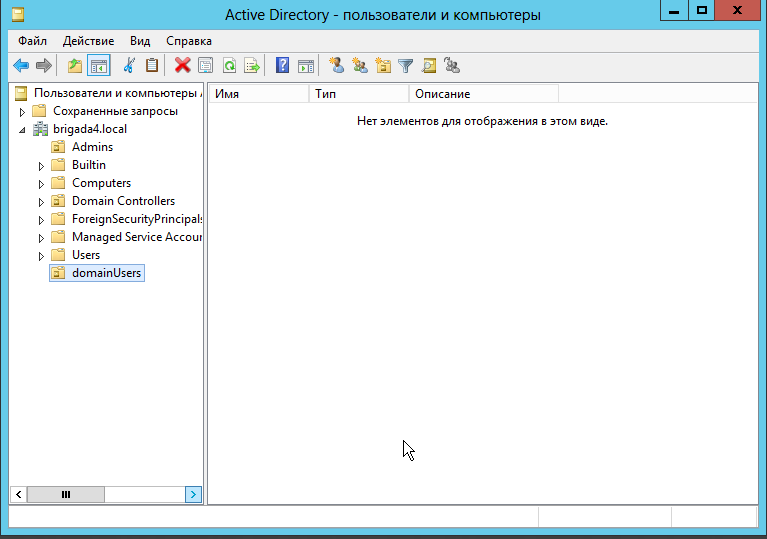 Active Directory - пользователи и компьютеры
Файл Действие Вид Справка
Пользователи и компьютеры
Сохраненные запросы
brigada4.local
Admins
Builtin
Computers
Domain Controllers
ForeignSecurityPrincipals
Managed Service Accour
Users
domainUsers
Имя Тип Описание
Нет элементов для отображения в этом виде.